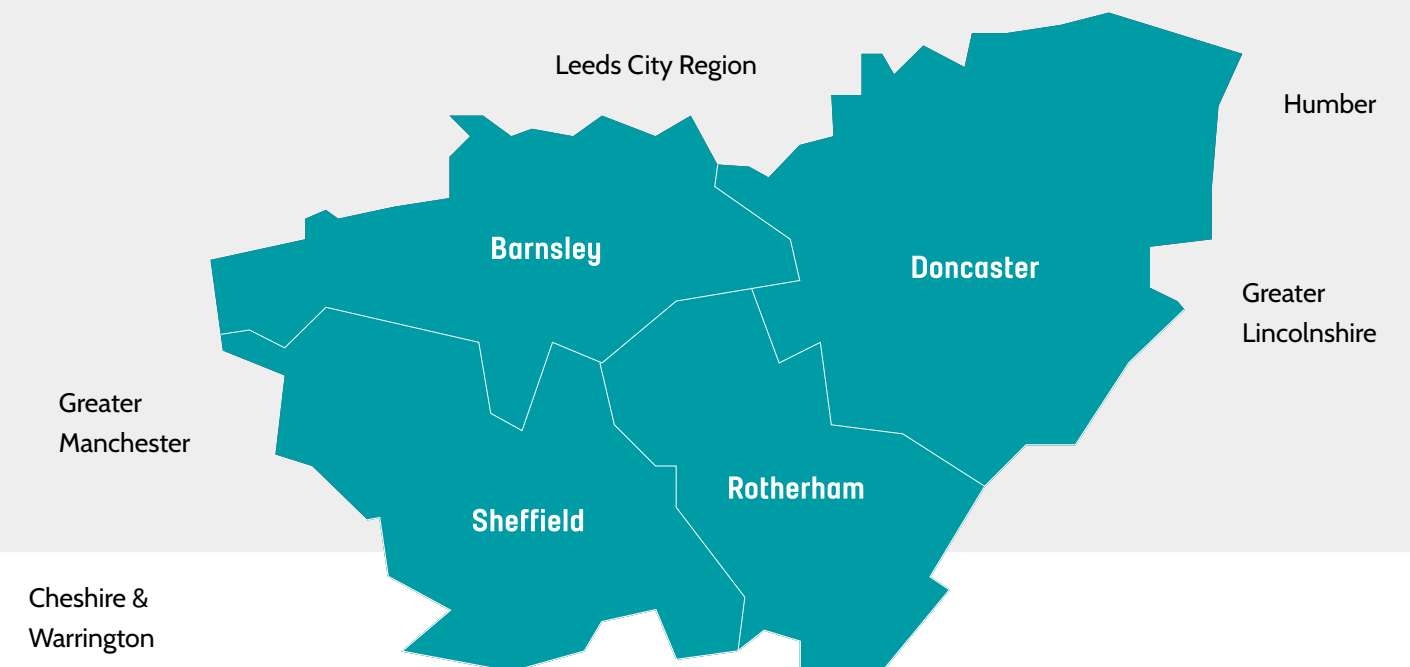 Leeds City Region
Humber
Barnsley
Doncaster
Greater
Lincolnshire
Greater
Manchester
Rotherham
Sheffield
Cheshire &
Warrington